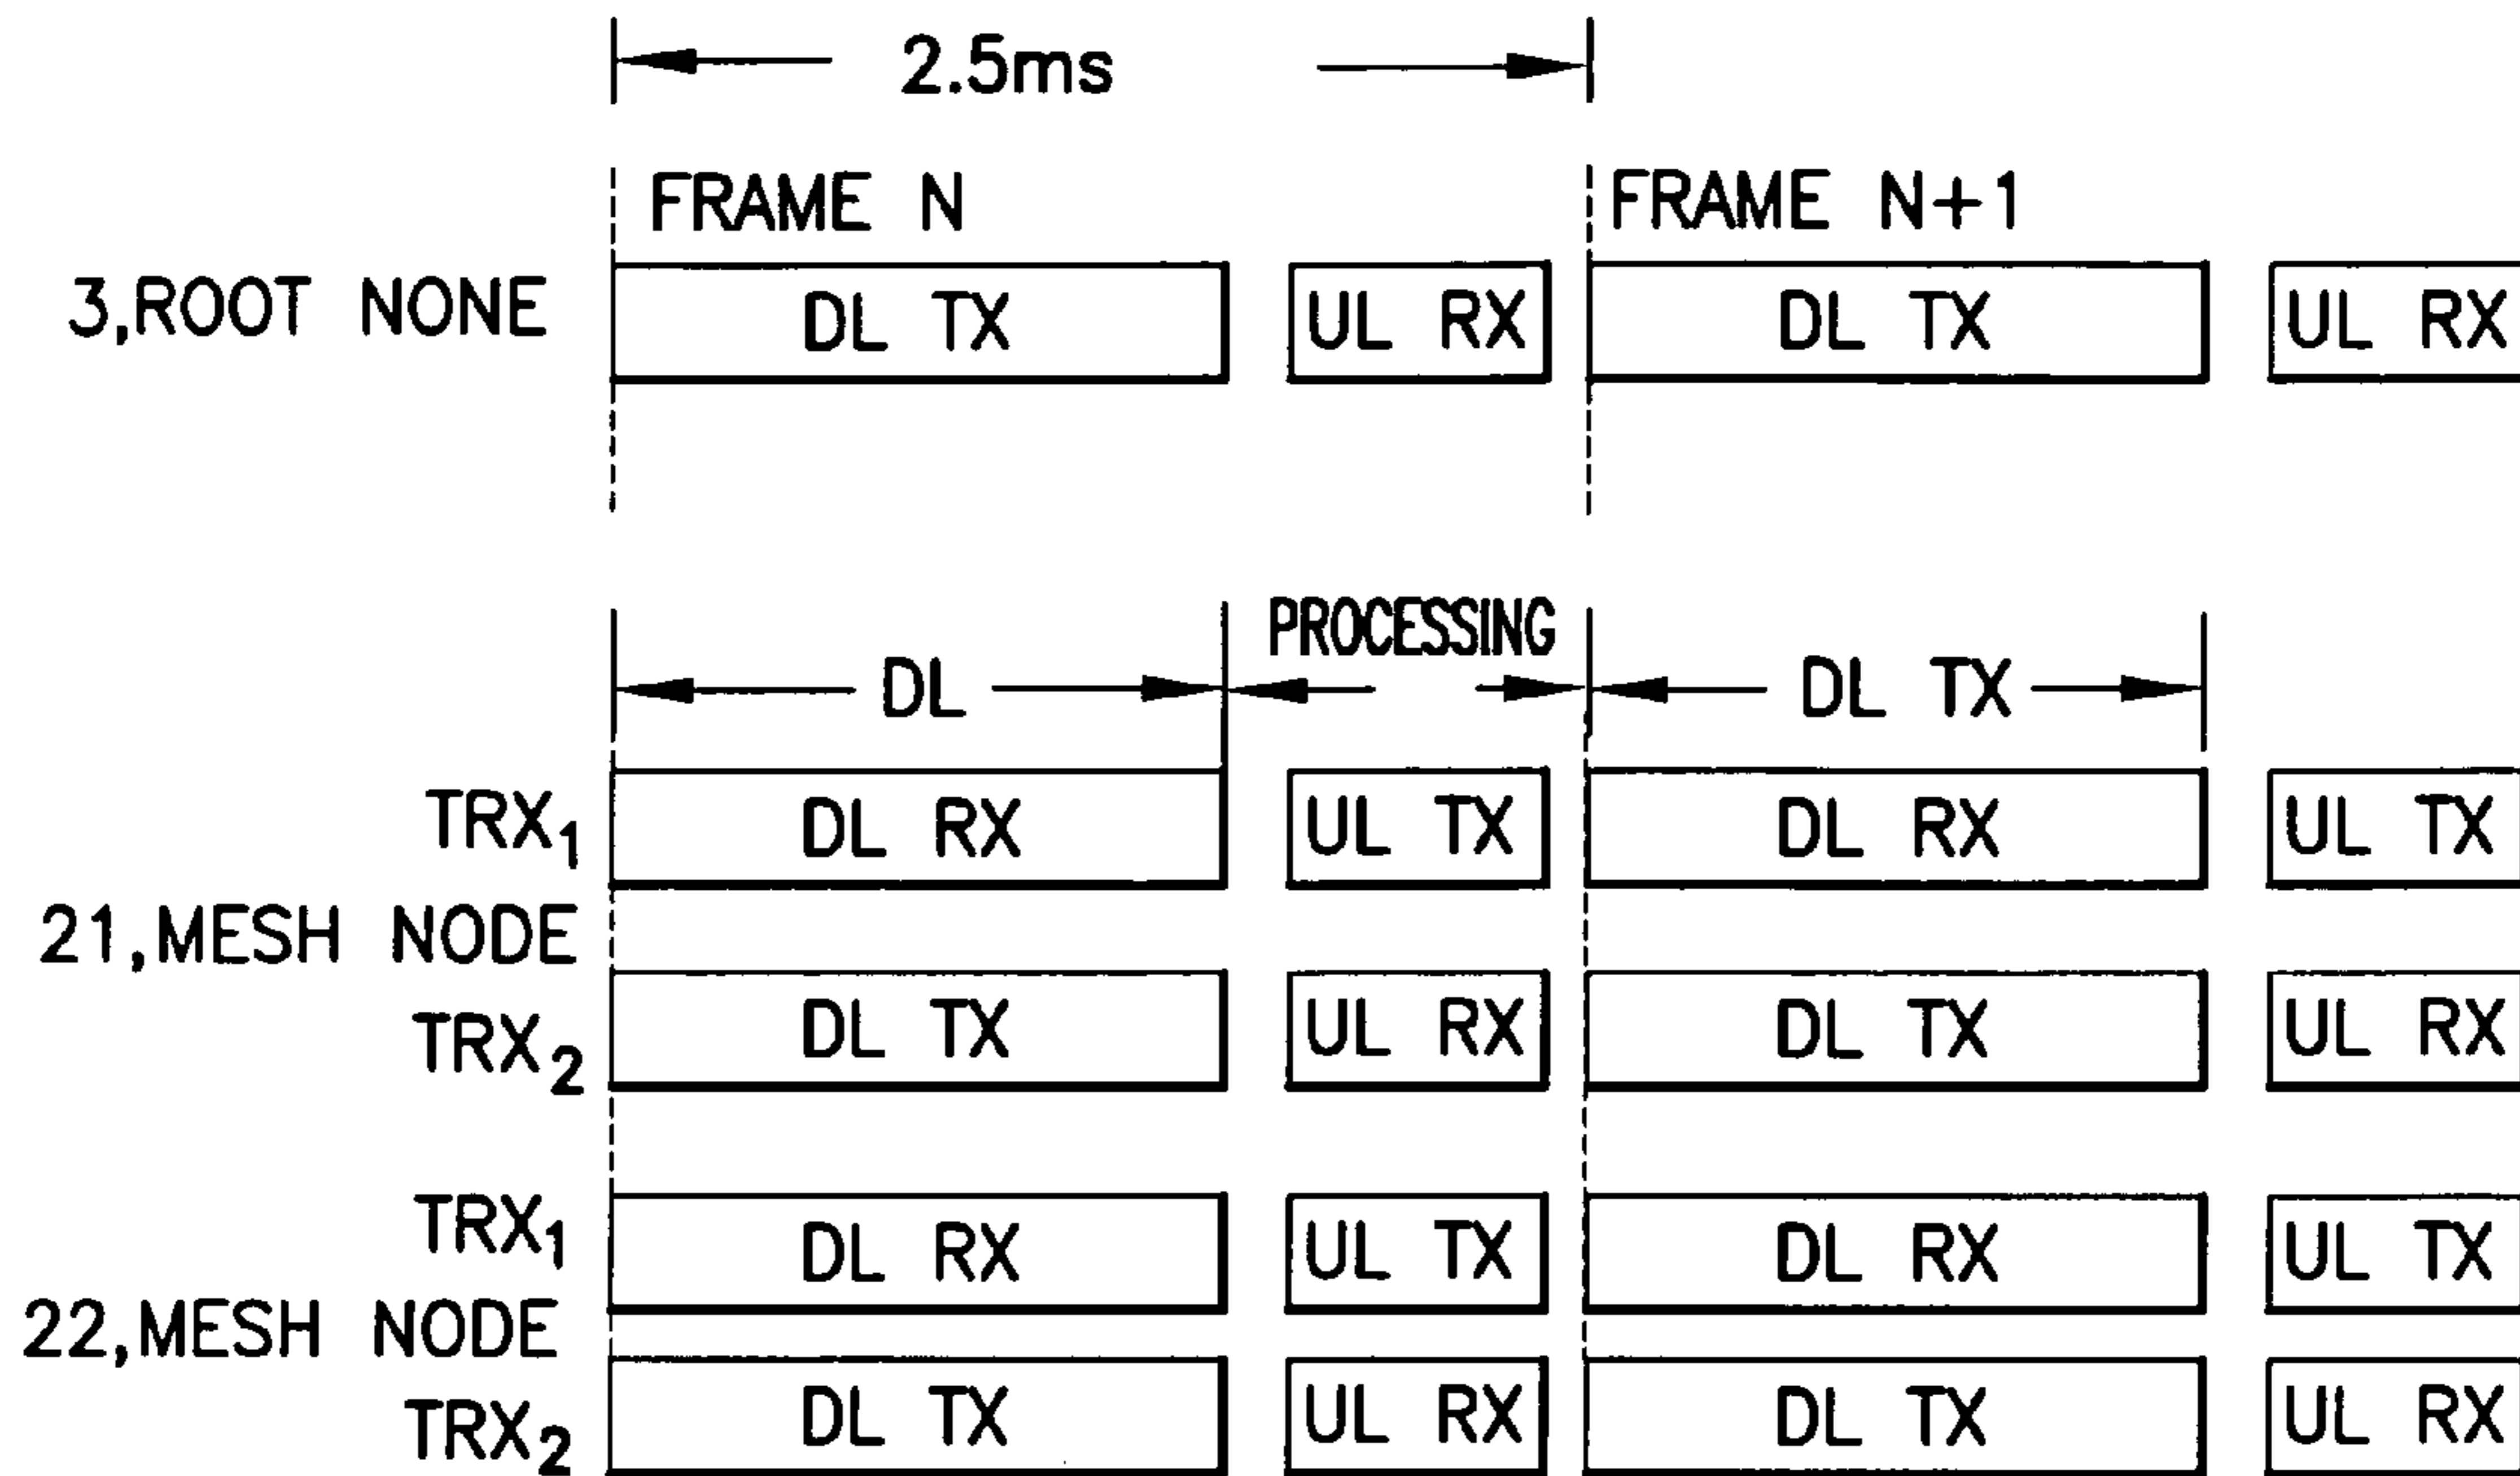 2.5ms
FRAME N FRAME N+1
3,ROOT NONE DL TX UL RX DL TX UL RX
PROCESSING
DL DL TX
TRX1 DL RX UL TX DL RX UL TX
21,MESH NODE
TRX2 DL TX UL RX DL TX UL RX
TRX1 DL RX UL TX DL RX UL TX
22,MESH NODE
TRX2 DL TX UL RX DL TX UL RX